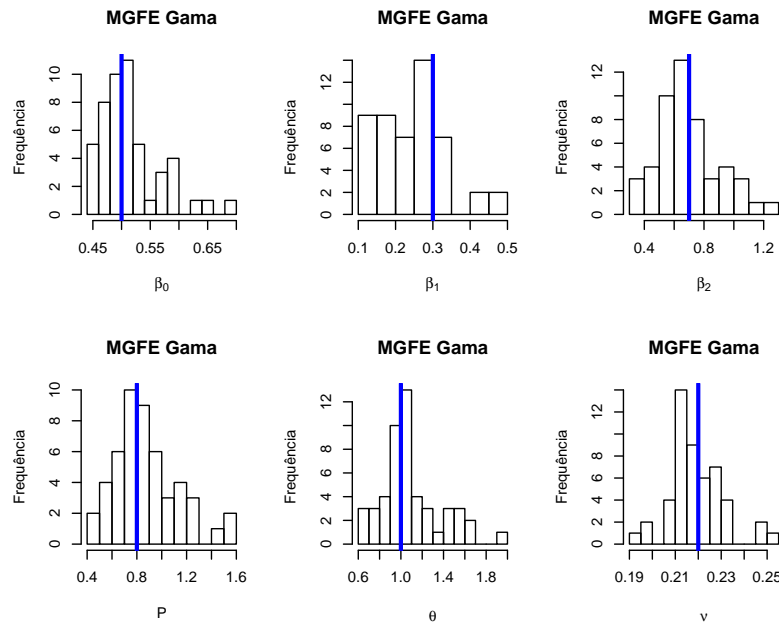 MGFE Gama
Frequência
0 2 4 6 8 10
0.45 0.55 0.65
β0
MGFE Gama
Frequência
0 2 4 6 8 12
0.1 0.2 0.3 0.4 0.5
β1
MGFE Gama
Frequência
0 2 4 6 8 12
0.4 0.8 1.2
β2
MGFE Gama
Frequência
0 2 4 6 8 10
0.4 0.8 1.2 1.6
P
MGFE Gama
Frequência
0 2 4 6 8 12
0.6 1.0 1.4 1.8
θ
MGFE Gama
Frequência
0 2 4 6 8 12
0.19 0.21 0.23 0.25
ν